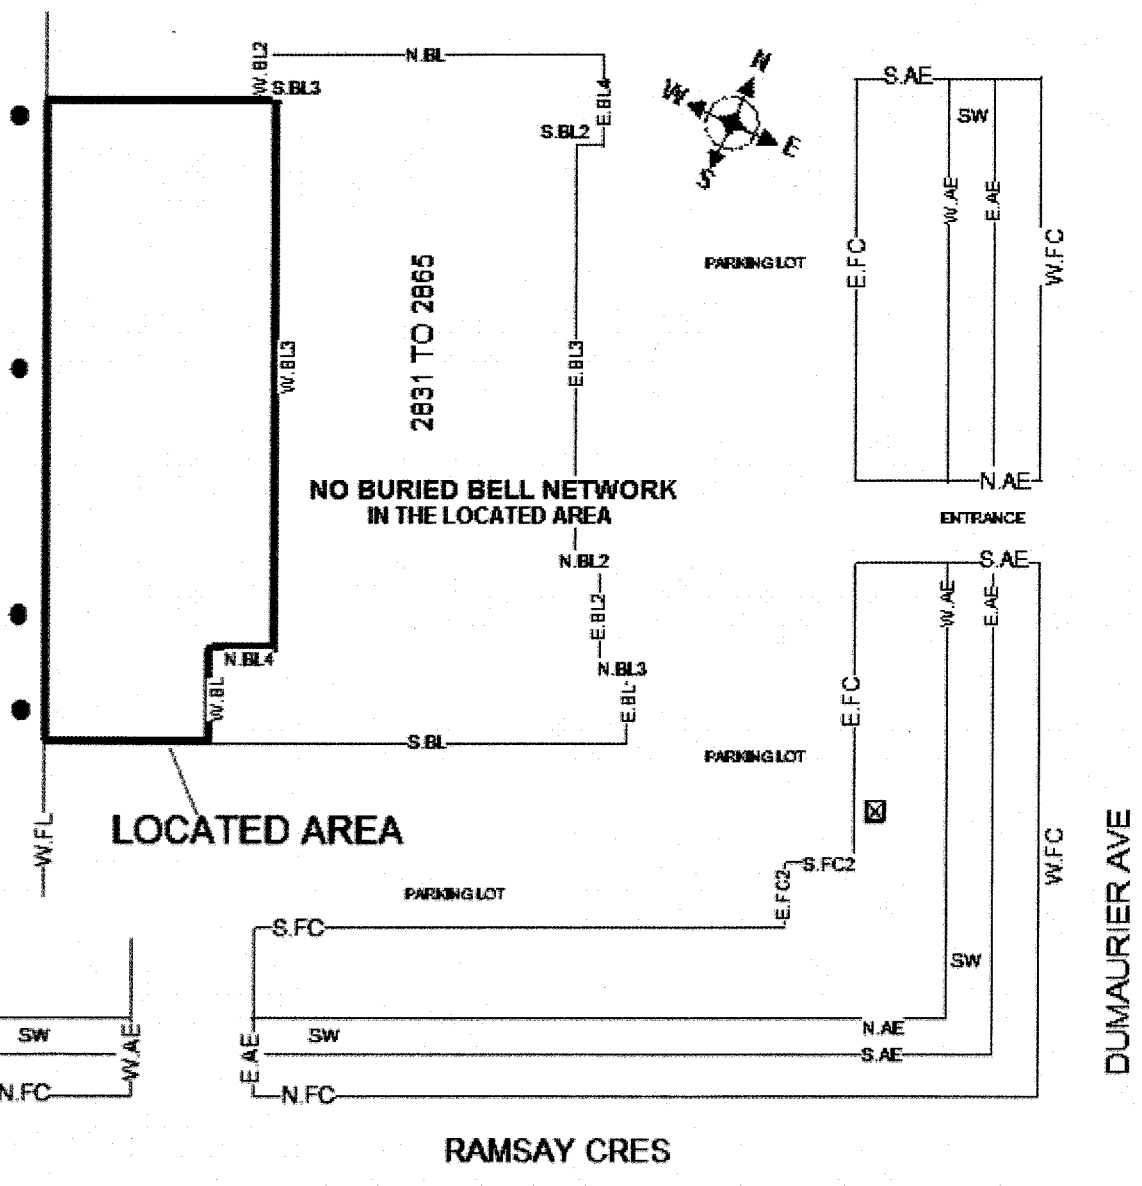 W.BL2
N.BL
N
S.AE
S.BL3
E.BL4
W
SW
S.BL2
E
S
W.AE
E.AE
PARKING LOT
E.FC
W.FC
2831 TO 2865
W.BL3
E.BL3
NO BURIED BELL NETWORK
N.AE
IN THE LOCATED AREA
ENTRANCE
N.BL2
S.AE
E.BL2
W.AE
E.AE
N.BL4
N.BL3
W.BL
E.BL
E.FC
S.BL
PARKING LOT
LOCATED AREA
W.FL
S.FC2
W.FC
DUMAURIER AVE
PARKING LOT
E.FC2
S.FC
SW
SW
SW
N.AE
W.AE
E.AE
S.AE
N.FC
N.FC
RAMSAY CRES